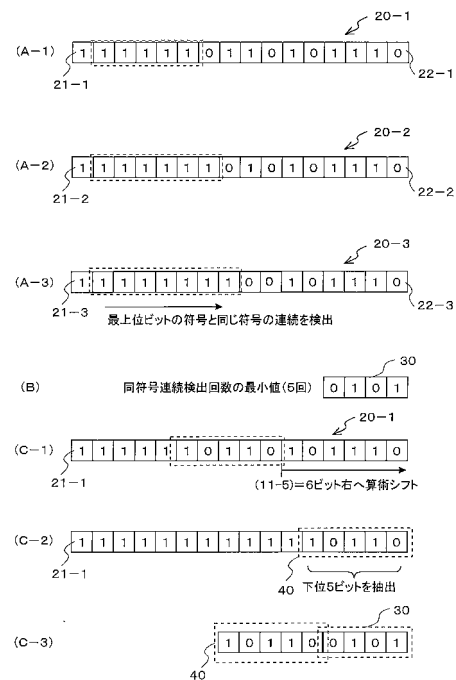 20-1
(A-1) 1 1 1 1 1 1 0 1 1 0 1 0 1 1 1 0
21-1 22-1
20-2
(A-2) 1 1 1 1 1 1 1 0 1 0 1 0 1 1 1 0
21-2 22-2
20-3
(A-3) 1 1 1 1 1 1 1 1 0 0 1 0 1 1 1 0
21-3 22-3
最上位ビットの符号と同じ符号の連続を検出
30
(B) 同符号連続検出回数の最小値(5回) 0 1 0 1
20-1
(C-1) 1 1 1 1 1 1 0 1 1 0 1 0 1 1 1 0
21-1 (11-5)=6ビット右へ算術シフト
(C-2) 1 1 1 1 1 1 1 1 1 1 1 1 0 1 1 0
21-1 40 下位5ビットを抽出
30
(C-3) 1 0 1 1 0 0 1 0 1
40